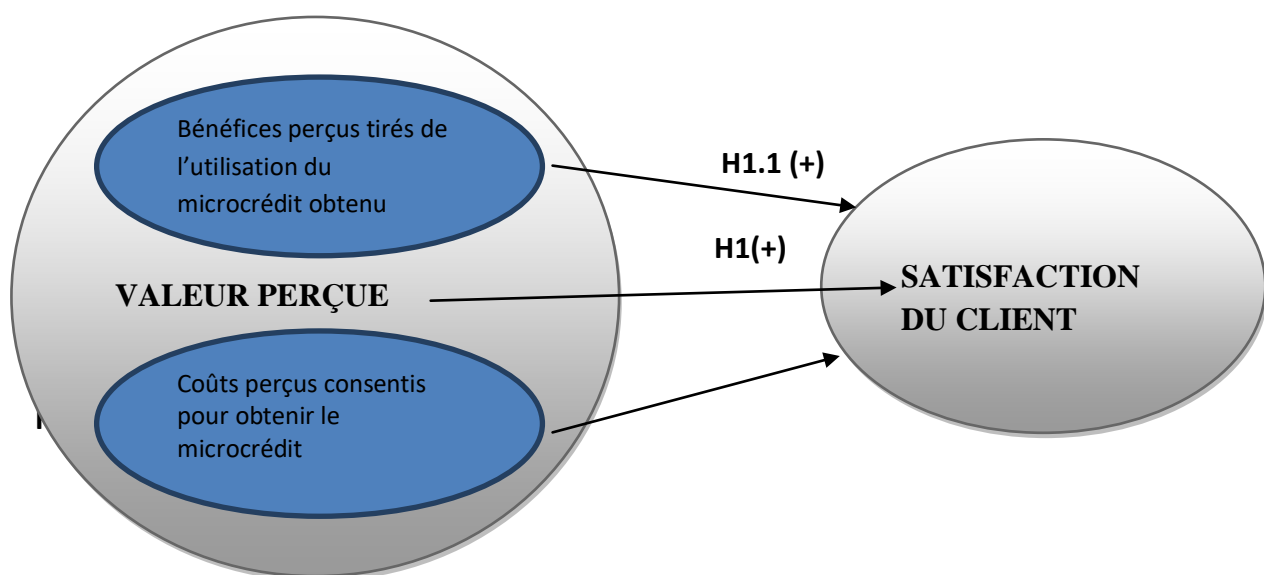 Bénéfices perçus tirés de
l’utilisation du
microcrédit obtenu
H1.1 (+)
H1(+)
VALEUR PERÇUE
SATISFACTION
DU CLIENT
Coûts perçus consentis
pour obtenir le
microcrédit